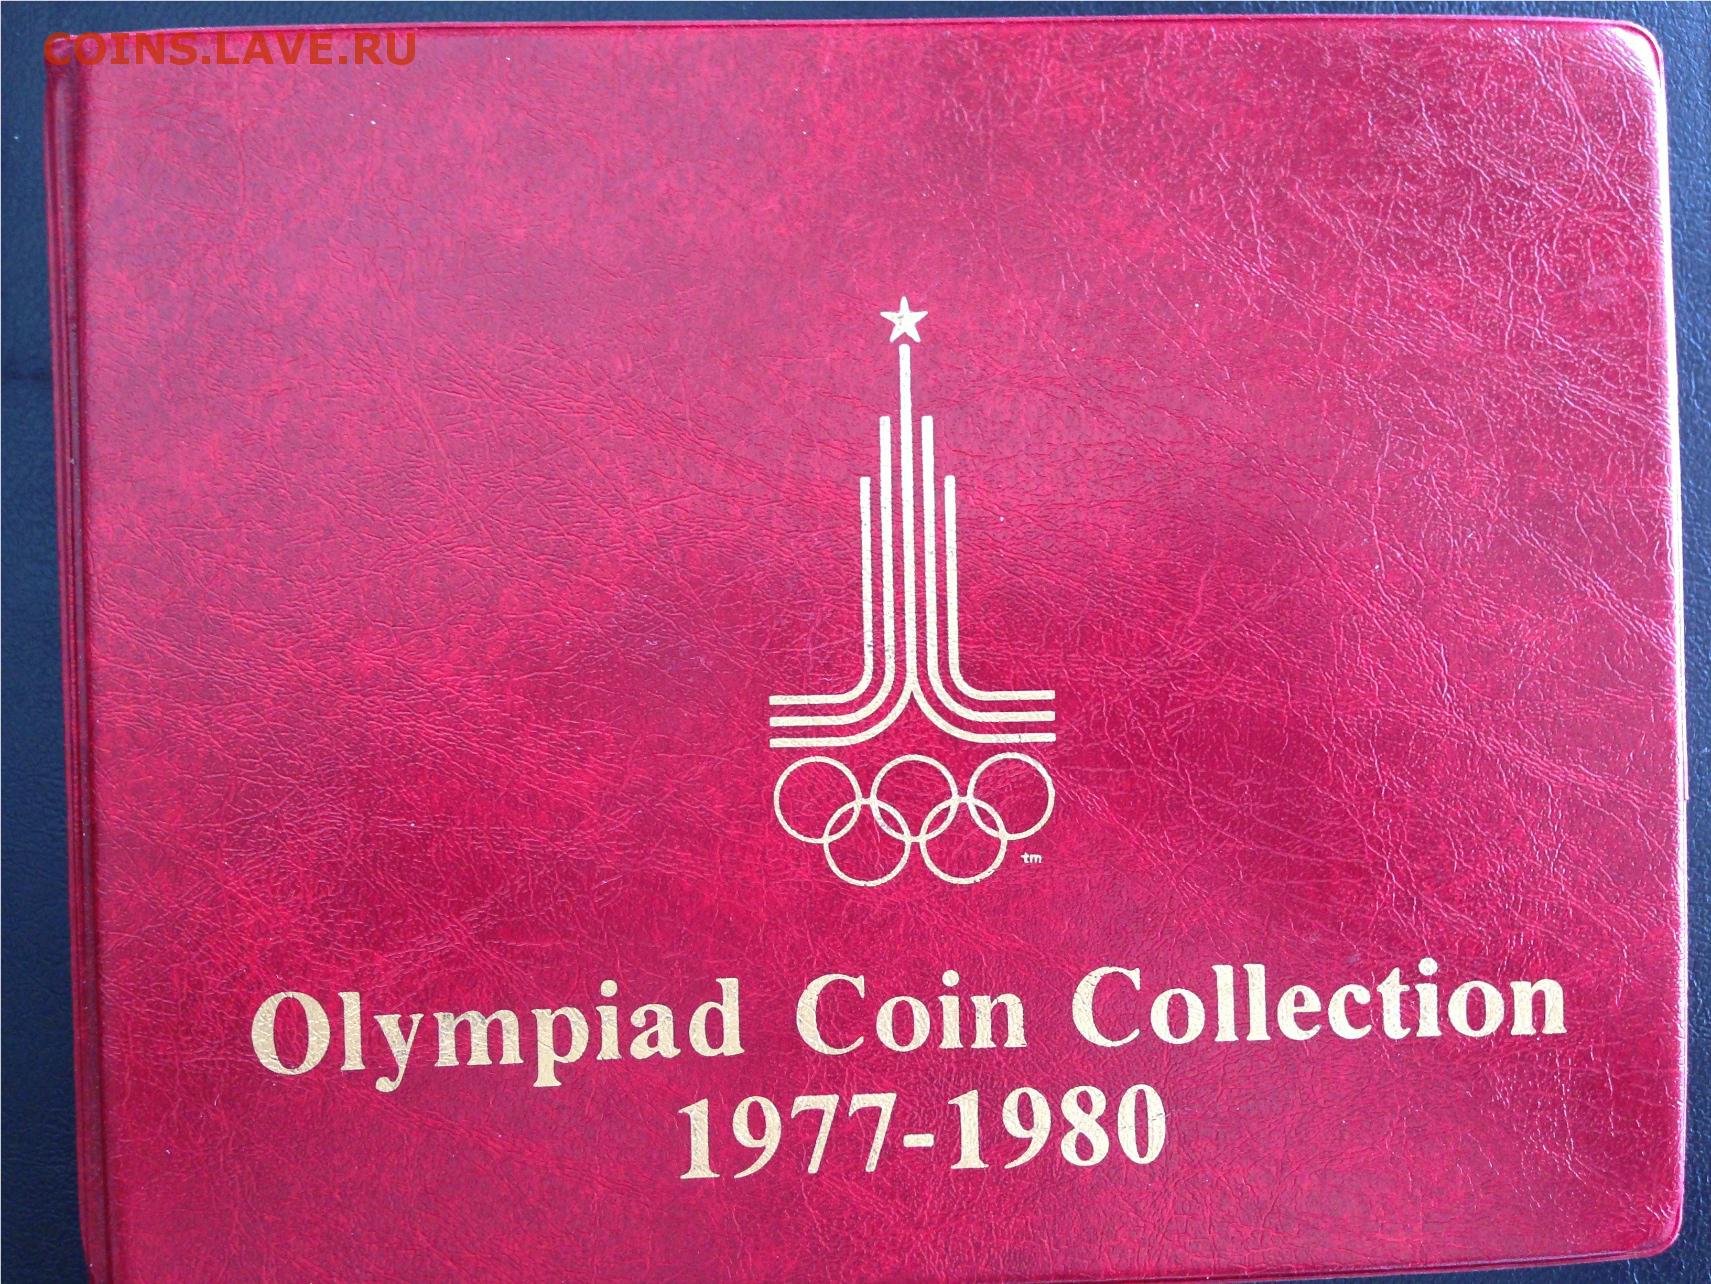 COINS.LAVE.RU
tm
Olympiad Coin Collection
1977-1980